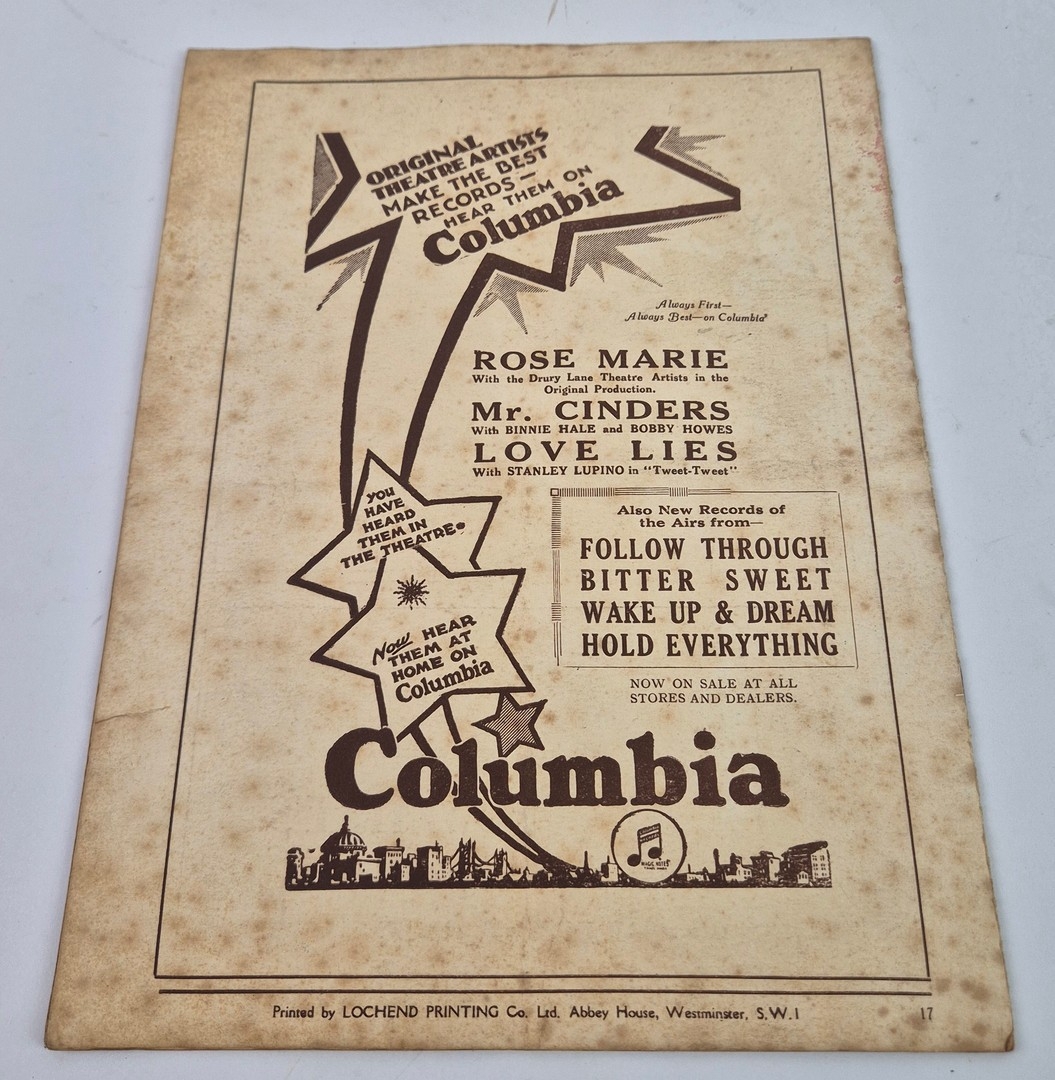 ORIGINAL
THEATRE ARTISTS
MAKE THE BEST
RECORDS—
HEAR THEM ON
Columbia
Always First—
Always Best—on Columbia
ROSE MARIE
With the Drury Lane Theatre Artists in the
Original Production.
Mr. CINDERS
With BINNIE HALE and BOBBY HOWES
LOVE LIES
With STANLEY LUPINO in "Tweet-Tweet"
YOU
HAVE
HEARD
THEM IN
THE THEATRE.
NOW HEAR
THEM AT
HOME ON
Columbia
Also New Records of
the Airs from—
FOLLOW THROUGH
BITTER SWEET
WAKE UP & DREAM
HOLD EVERYTHING
NOW ON SALE AT ALL
STORES AND DEALERS.
Columbia
MAGIC NOTES
Printed by LOCHEND PRINTING Co. Ltd. Abbey House, Westminster, S.W.1
17